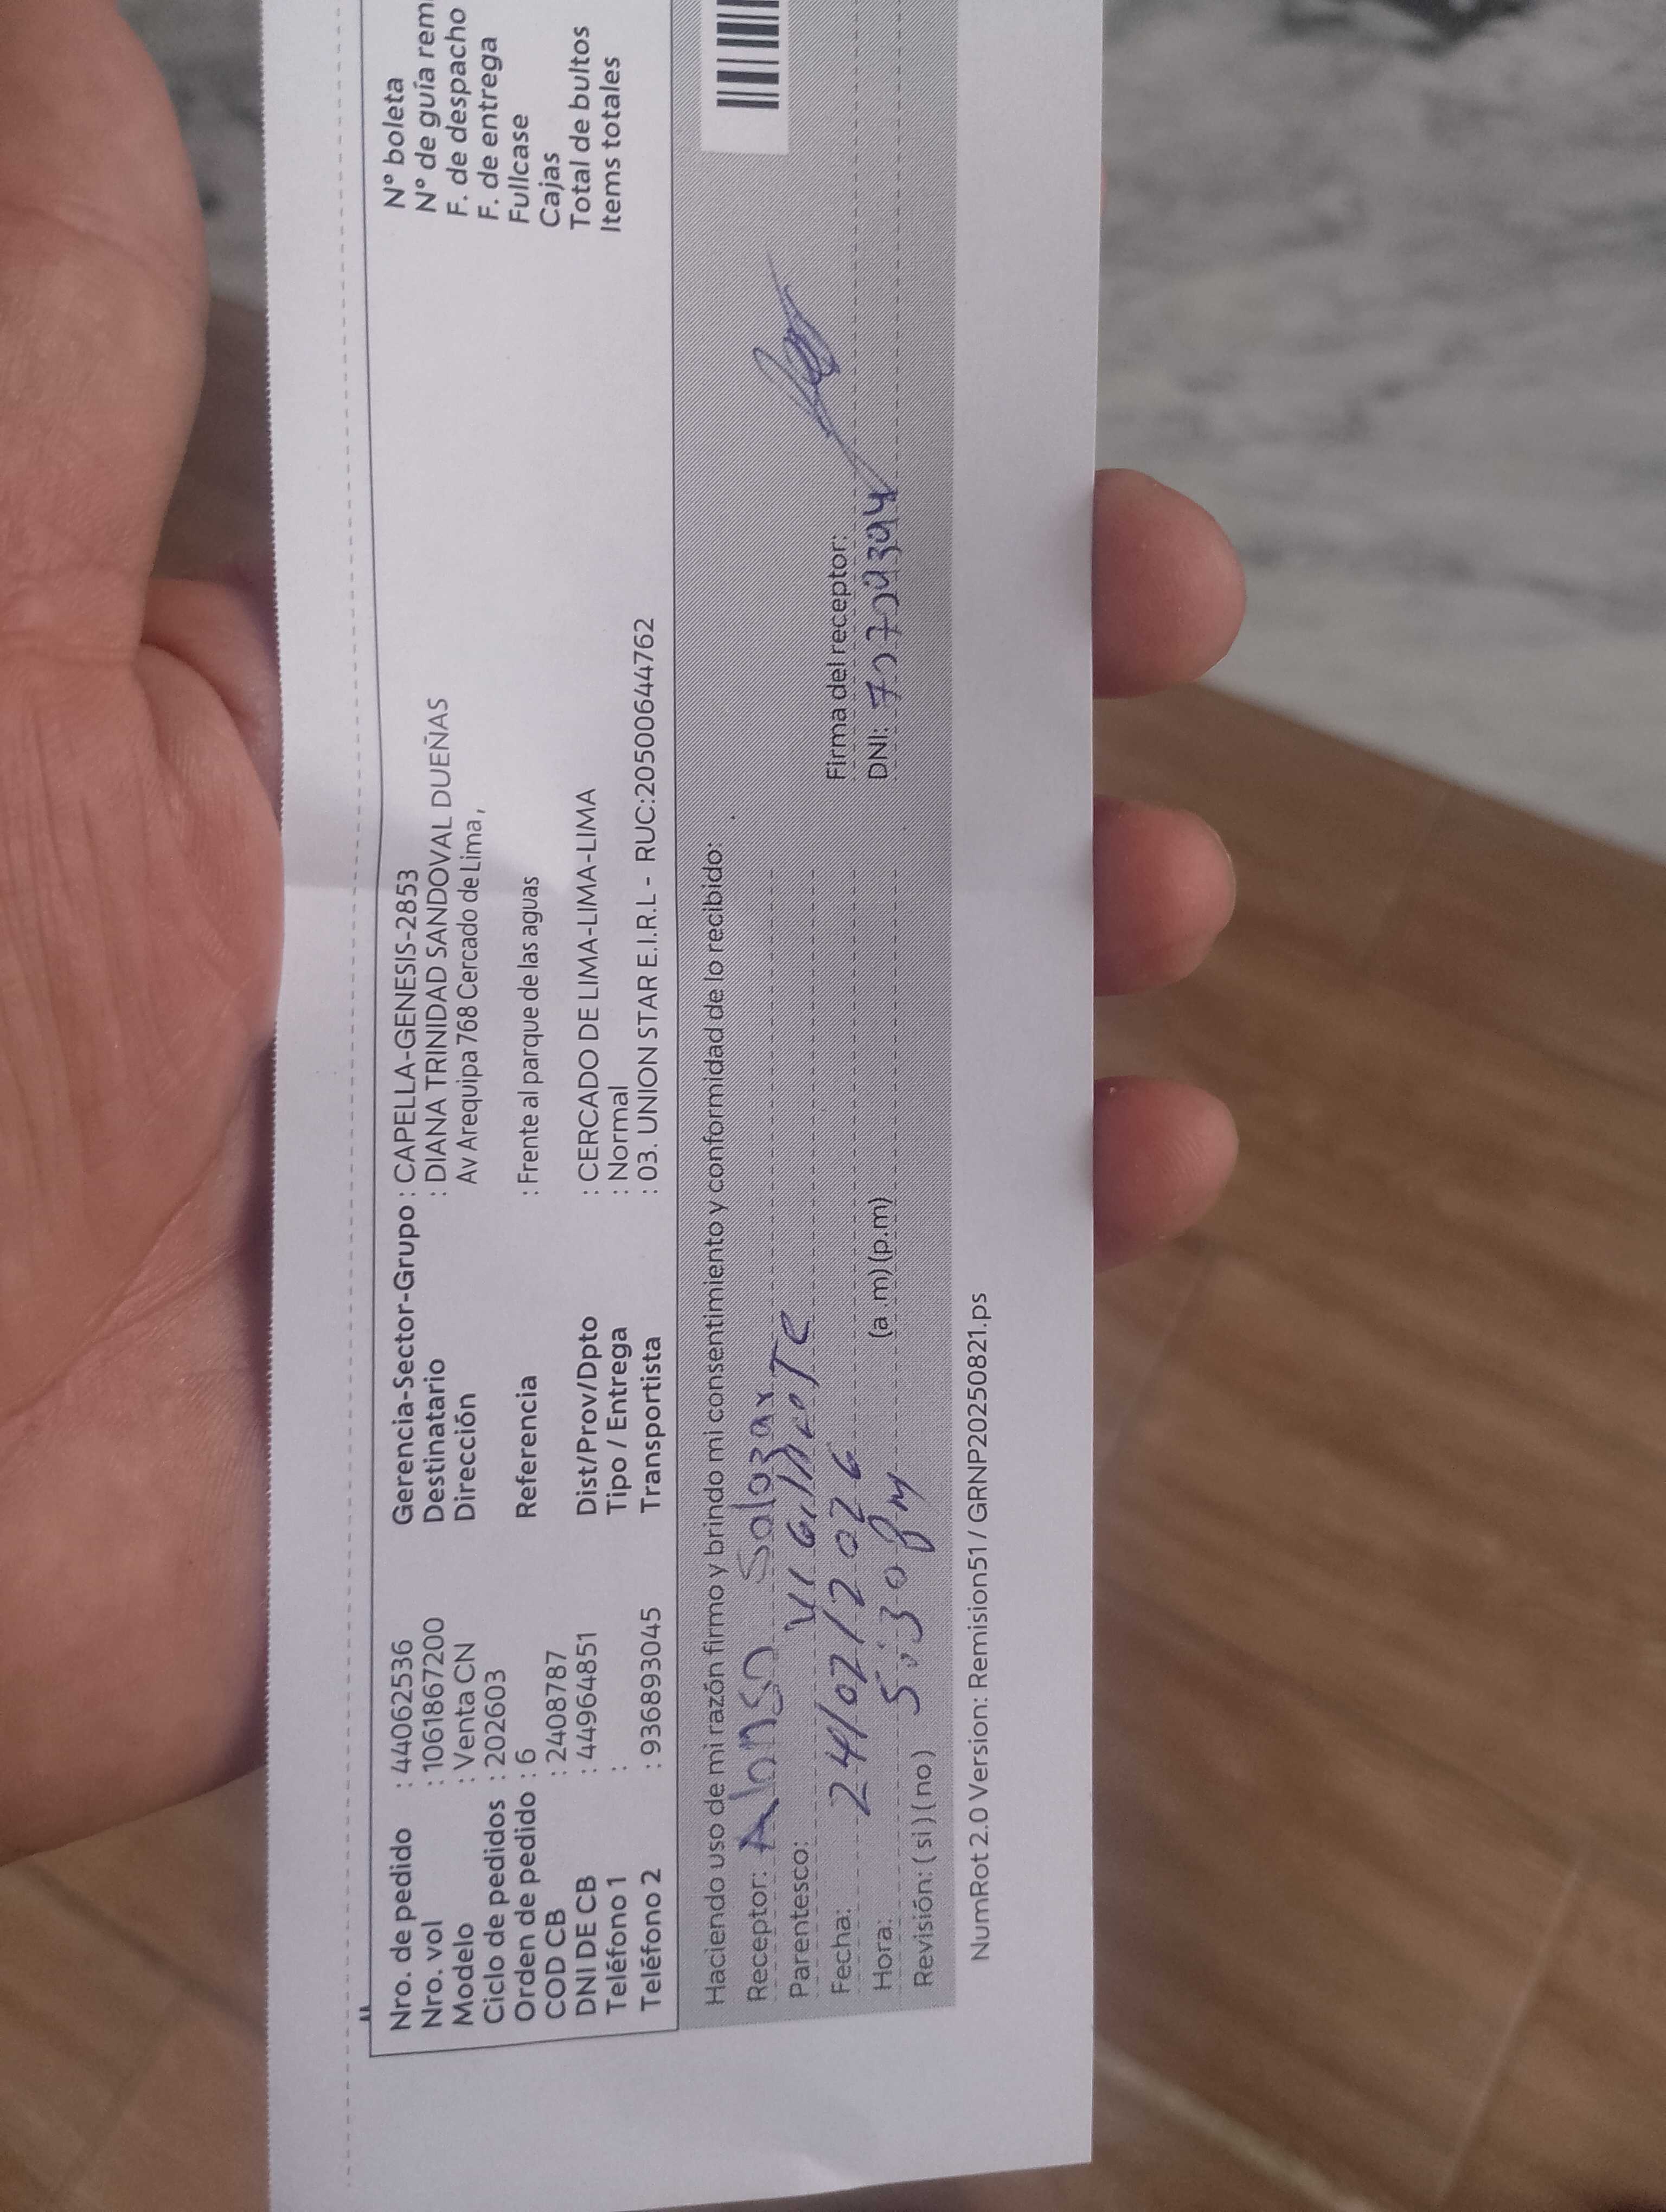 Nro. de pedido : 44062536
Nro. vol : 1061867200
Modelo : Venta CN
Ciclo de pedidos : 202603
Orden de pedido : 6
COD CB : 2408787
DNI DE CB : 44964851
Teléfono 1 :
Teléfono 2 : 936893045
Gerencia-Sector-Grupo : CAPELLA-GENESIS-2853
Destinatario : DIANA TRINIDAD SANDOVAL DUEÑAS
Dirección Av Arequipa 768 Cercado de Lima ,
Referencia : Frente al parque de las aguas
Dist/Prov/Dpto : CERCADO DE LIMA-LIMA-LIMA
Tipo / Entrega : Normal
Transportista : 03. UNION STAR E.I.R.L - RUC:20500644762
N° boleta
N° de guía rem
F. de despacho
F. de entrega
Fullcase
Cajas
Total de bultos
Items totales
Haciendo uso de mi razón firmo y brindo mi consentimiento y conformidad de lo recibido:
Receptor: Alonso Salazar
Parentesco: VIGILANTE
Fecha: 24/02/2026
Hora: 5:30 pm (a .m) (p.m)
Revisión: ( si ) ( no )
Firma del receptor:
DNI:
NumRot 2.0 Version: Remision51 / GRNP20250821.ps